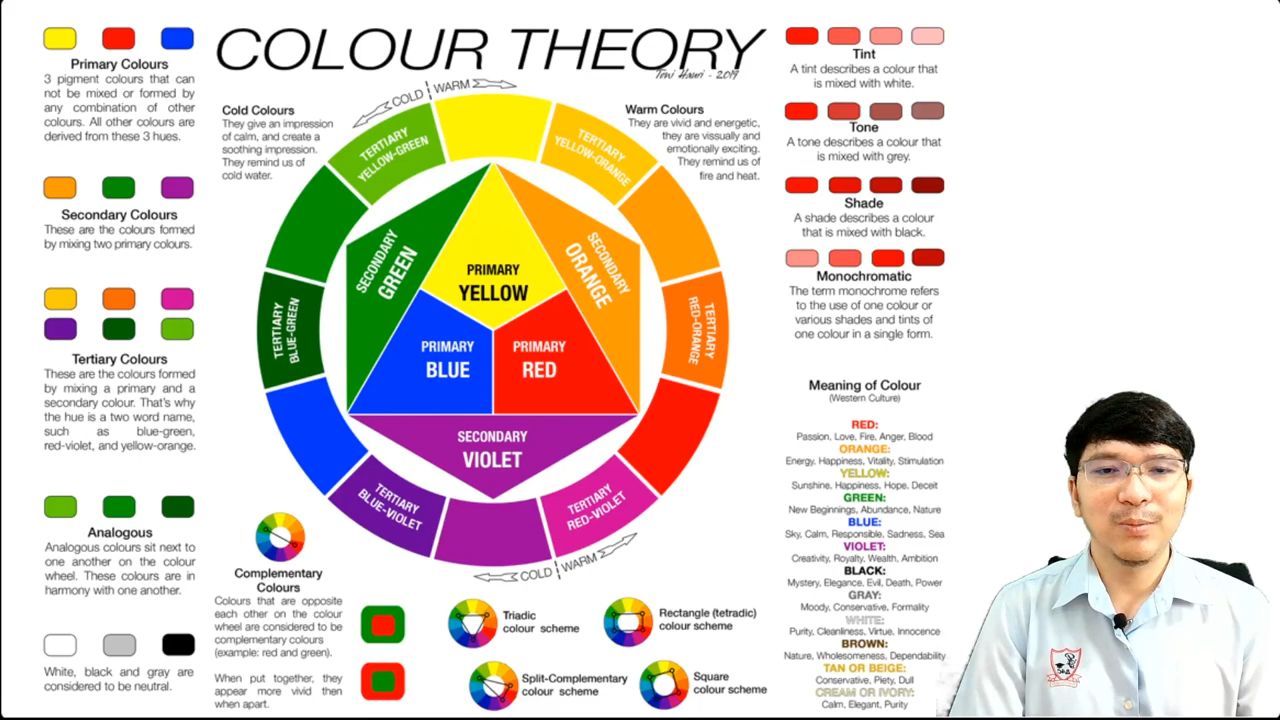 COLOUR THEORY
Toni Hauri - 2019
Primary Colours
3 pigment colours that can
not be mixed or formed by
any combination of other
colours. All other colours are
derived from these 3 hues.
Secondary Colours
These are the colours formed
by mixing two primary colours.
Tertiary Colours
These are the colours formed
by mixing a primary and a
secondary colour. That's why
the hue is a two word name,
such as blue-green,
red-violet, and yellow-orange.
Analogous
Analogous colours sit next to
one another on the colour
wheel. These colours are in
harmony with one another.
White, black and gray are
considered to be neutral.
Cold Colours
They give an impression
of calm, and create a
soothing impression.
They remind us of
cold water.
COLD
WARM
Warm Colours
They are vivid and energetic,
they are vissually and
emotionally exciting.
They remind us of
fire and heat.
TERTIARY
YELLOW-GREEN
TERTIARY
YELLOW-ORANGE
TERTIARY
BLUE-GREEN
TERTIARY
RED-ORANGE
TERTIARY
BLUE-VIOLET
TERTIARY
RED-VIOLET
SECONDARY
GREEN
SECONDARY
ORANGE
PRIMARY
YELLOW
PRIMARY
BLUE
PRIMARY
RED
SECONDARY
VIOLET
COLD
WARM
Complementary
Colours
Colours that are opposite
each other on the colour
wheel are considered to be
complementary colours
(example: red and green).
When put together, they
appear more vivid then
when apart.
Triadic
colour scheme
Rectangle (tetradic)
colour scheme
Split-Complementary
colour scheme
Square
colour scheme
Tint
A tint describes a colour that
is mixed with white.
Tone
A tone describes a colour that
is mixed with grey.
Shade
A shade describes a colour
that is mixed with black.
Monochromatic
The term monochrome refers
to the use of one colour or
various shades and tints of
one colour in a single form.
Meaning of Colour
(Western Culture)
RED:
Passion, Love, Fire, Anger, Blood
ORANGE:
Energy, Happiness, Vitality, Stimulation
YELLOW:
Sunshine, Happiness, Hope, Deceit
GREEN:
New Beginnings, Abundance, Nature
BLUE:
Sky, Calm, Responsible, Sadness, Sea
VIOLET:
Creativity, Royalty, Wealth, Ambition
BLACK:
Mystery, Elegance, Evil, Death, Power
GRAY:
Moody, Conservative, Formality
WHITE:
Purity, Cleanliness, Virtue, Innocence
BROWN:
Nature, Wholesomeness, Dependability
TAN OR BEIGE:
Conservative, Piety, Dull
CREAM OR IVORY:
Calm, Elegant, Purity